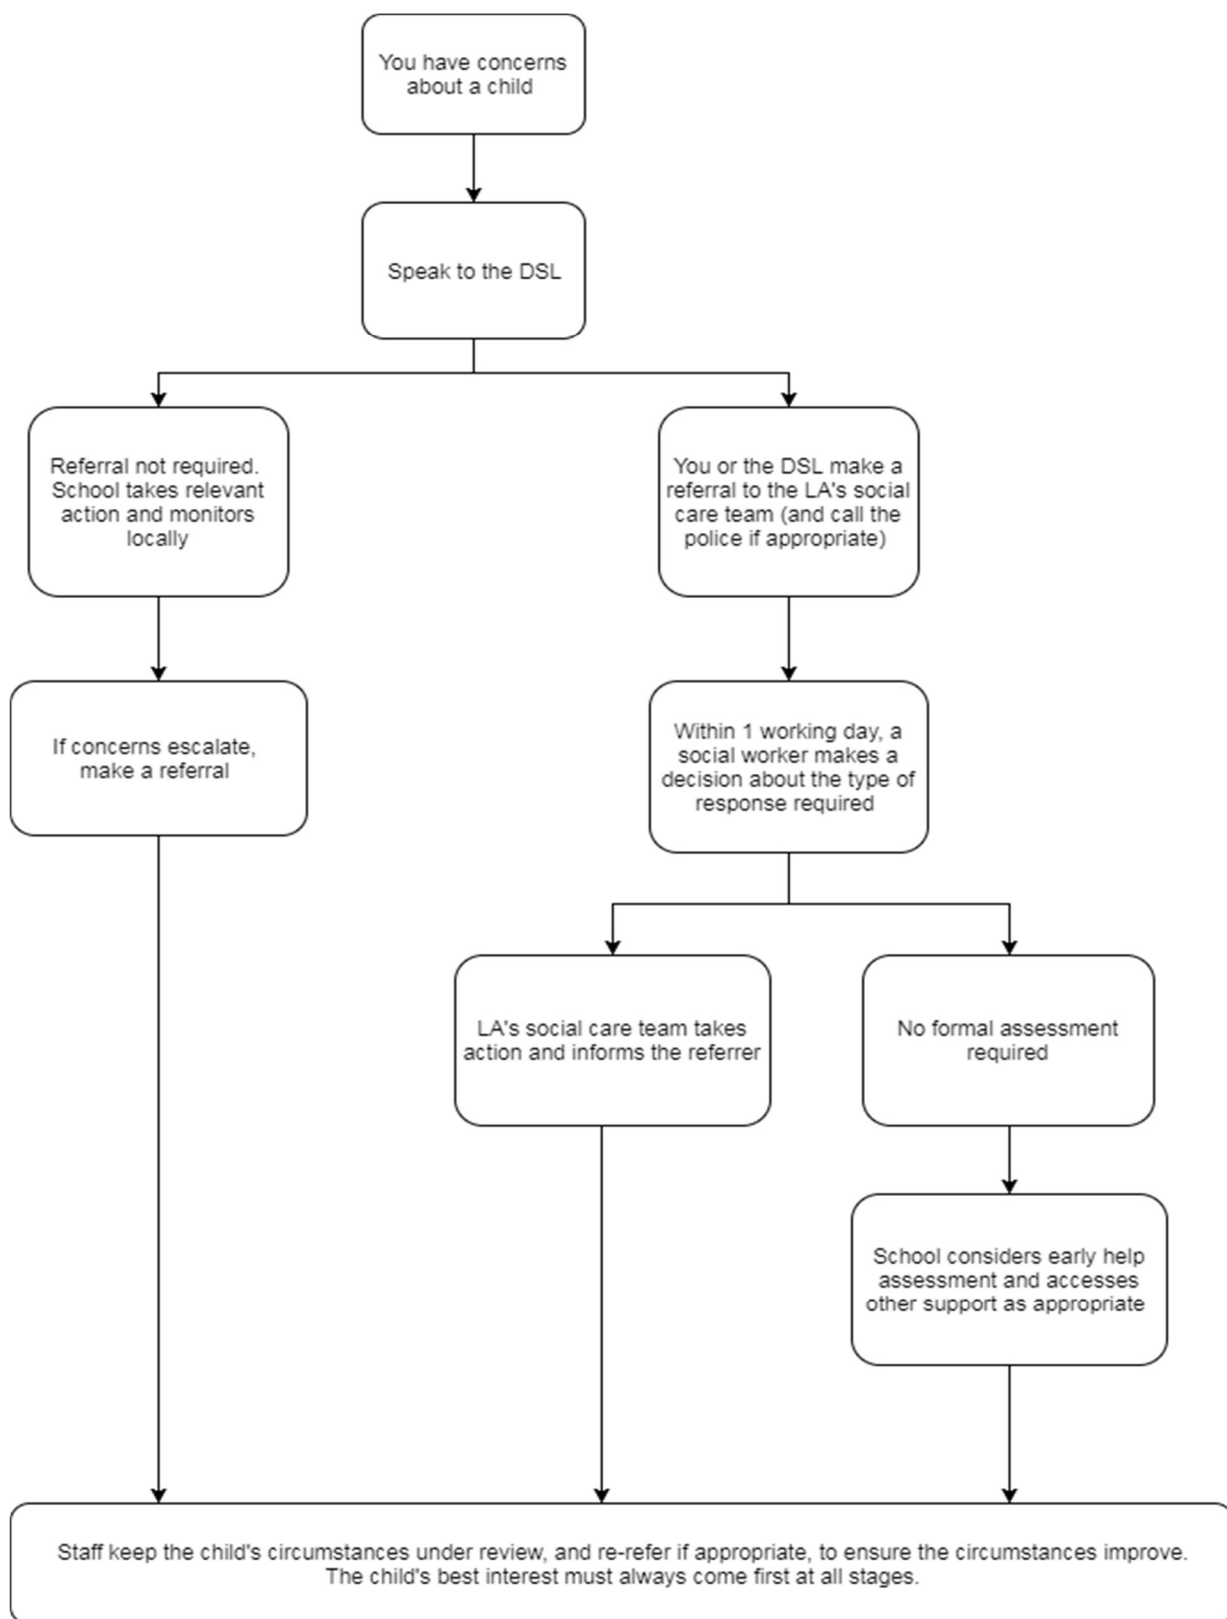 You have concerns
about a child
Speak to the DSL
Referral not required.
School takes relevant
action and monitors
locally
You or the DSL make a
referral to the LA's social
care team (and call the
police if appropriate)
If concerns escalate,
make a referral
Within 1 working day, a
social worker makes a
decision about the type of
response required
LA's social care team takes
action and informs the referrer
No formal assessment
required
School considers early help
assessment and accesses
other support as appropriate
Staff keep the child's circumstances under review, and re-refer if appropriate, to ensure the circumstances improve.
The child's best interest must always come first at all stages.